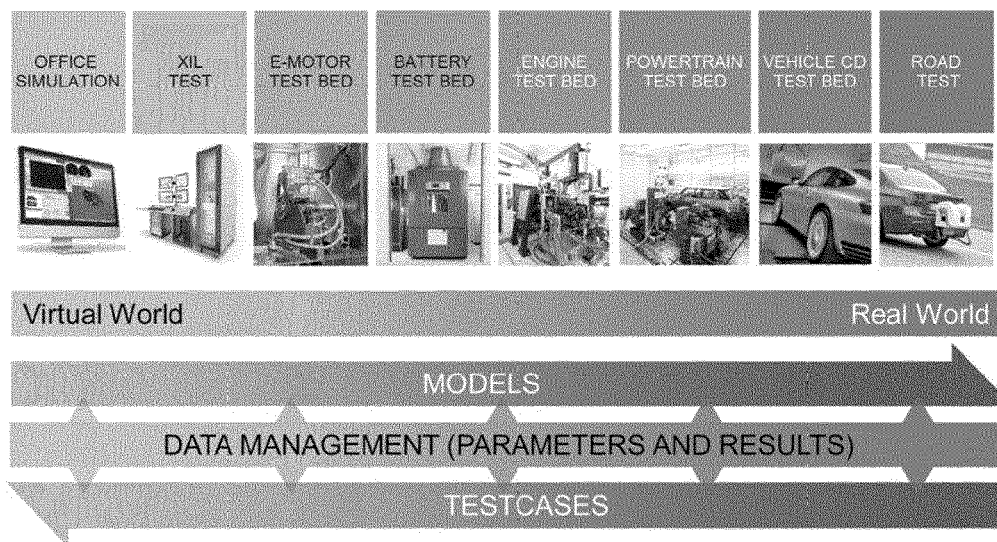 OFFICE
SIMULATION
XIL
TEST
E-MOTOR
TEST BED
BATTERY
TEST BED
ENGINE
TEST BED
POWERTRAIN
TEST BED
VEHICLE CD
TEST BED
ROAD
TEST
Virtual World
Real World
MODELS
DATA MANAGEMENT (PARAMETERS AND RESULTS)
TESTCASES